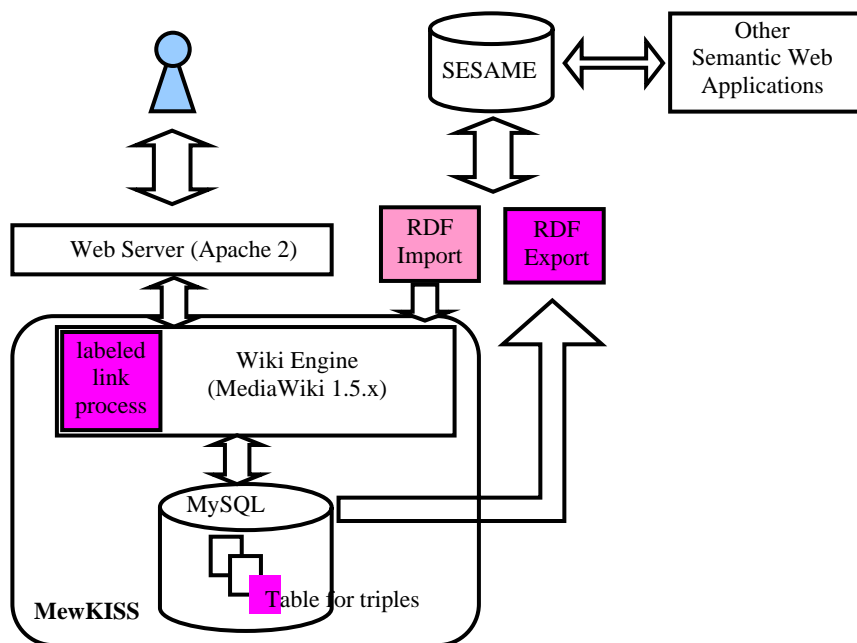 SESAME
Other
Semantic Web
Applications
Web Server (Apache 2)
RDF
Import
RDF
Export
labeled
link
process
Wiki Engine
(MediaWiki 1.5.x)
MySQL
Table for triples
MewKISS